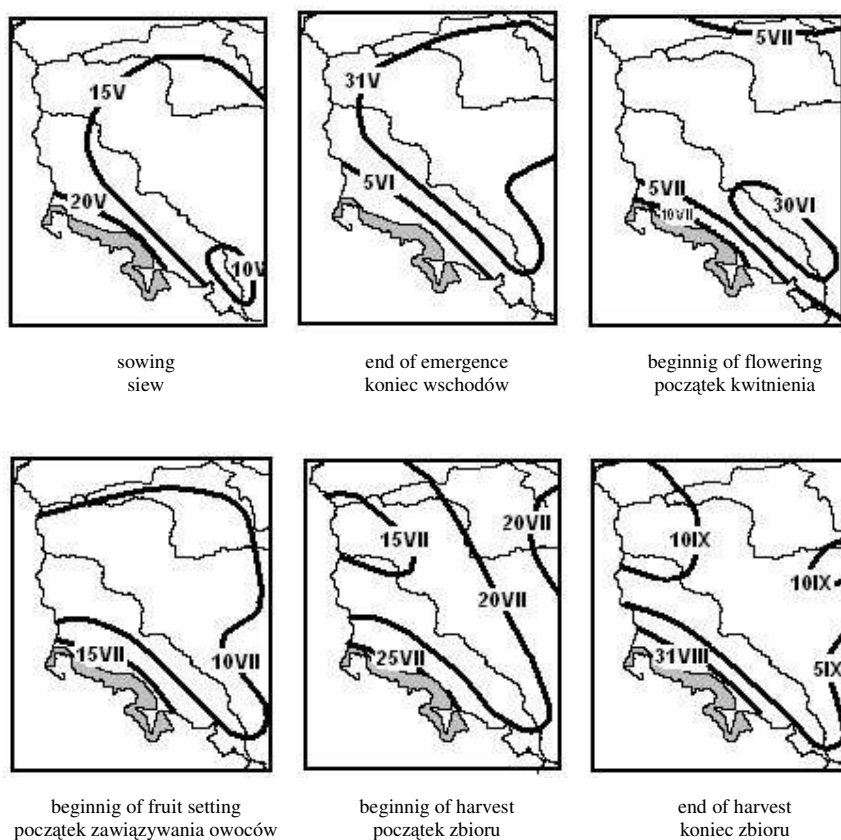 15V
20V
10V
sowing
siew
31V
5VI
end of emergence
koniec wschodów
5VII
5VII
10VII
30VI
beginnig of flowering
początek kwitnienia
15VII
10VII
beginnig of fruit setting
początek zawiązywania owoców
15VII
20VII
20VII
25VII
beginnig of harvest
początek zbioru
10IX
10IX
31VIII
5IX
end of harvest
koniec zbioru